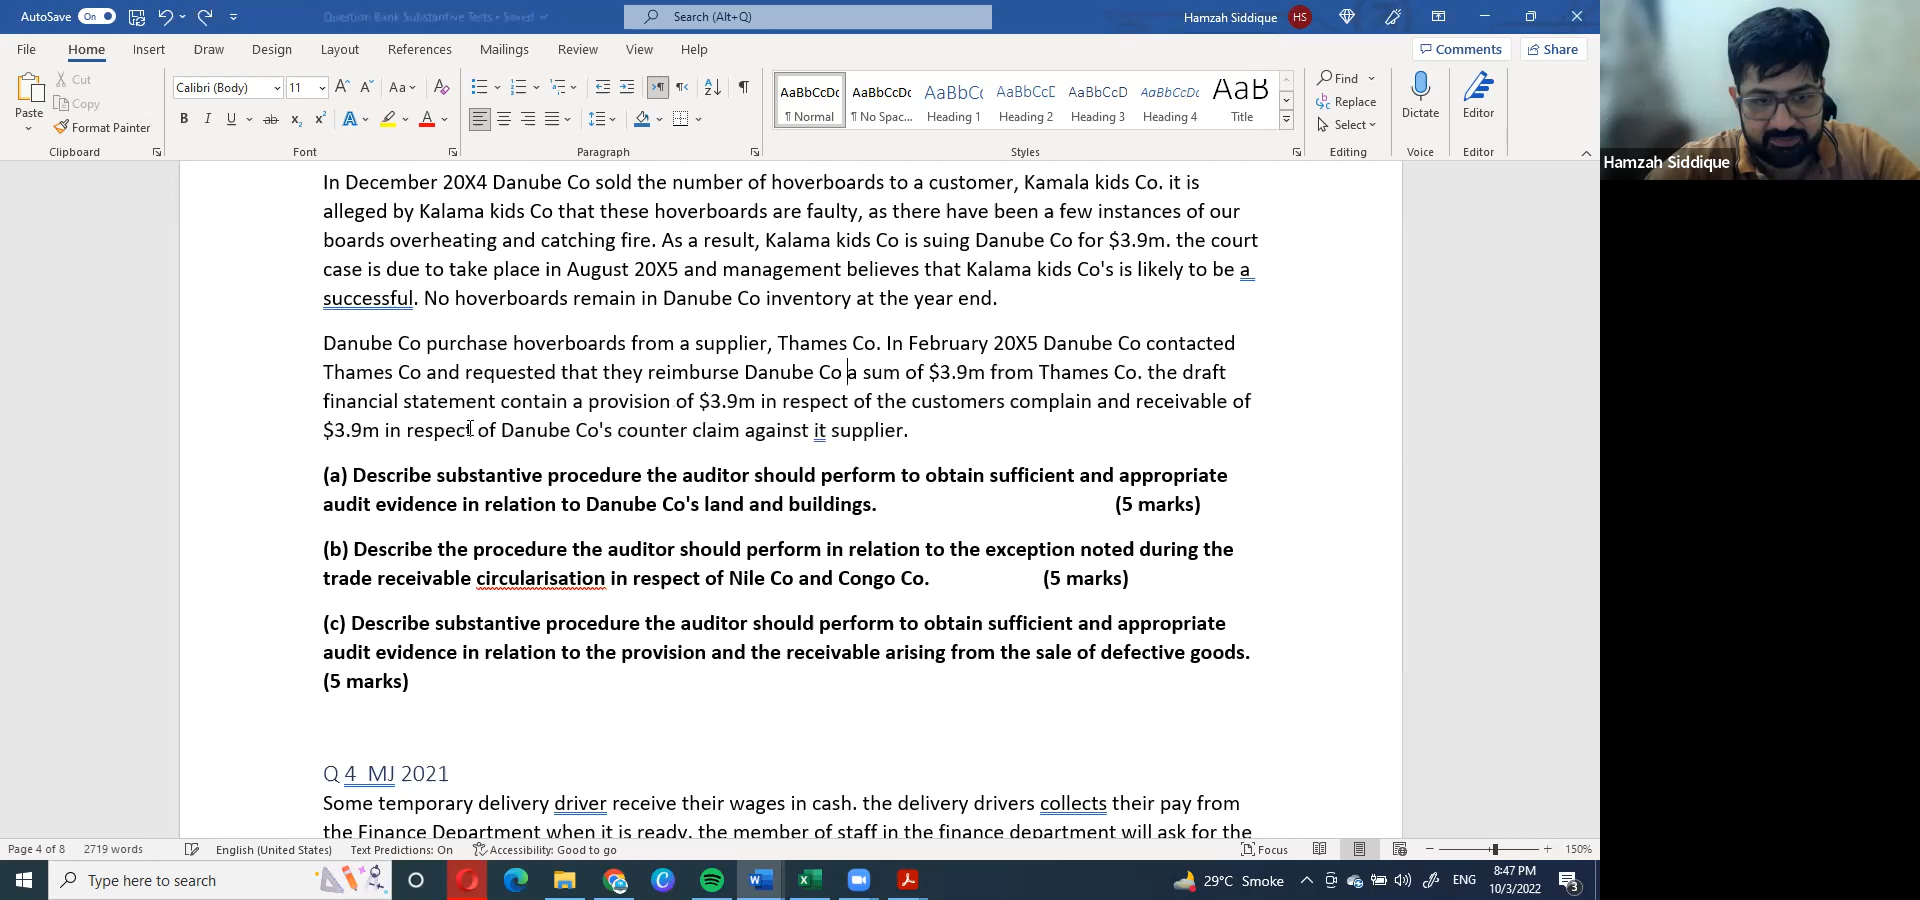 AutoSave On Question Bank Substantive Tests • Saved Search (Alt+Q) Hamzah Siddique HS
File Home Insert Draw Design Layout References Mailings Review View Help Comments Share
Paste Cut Copy Format Painter
Calibri (Body) 11
AaBbCcDc AaBbCcDc AaBbC( AaBbCcE AaBbCcD AaBbCcDc AaB
¶ Normal ¶ No Spac... Heading 1 Heading 2 Heading 3 Heading 4 Title
Find Replace Select Dictate Editor
Clipboard Font Paragraph Styles Editing Voice Editor
Hamzah Siddique
In December 20X4 Danube Co sold the number of hoverboards to a customer, Kamala kids Co. it is
alleged by Kalama kids Co that these hoverboards are faulty, as there have been a few instances of our
boards overheating and catching fire. As a result, Kalama kids Co is suing Danube Co for $3.9m. the court
case is due to take place in August 20X5 and management believes that Kalama kids Co's is likely to be a
successful. No hoverboards remain in Danube Co inventory at the year end.
Danube Co purchase hoverboards from a supplier, Thames Co. In February 20X5 Danube Co contacted
Thames Co and requested that they reimburse Danube Co a sum of $3.9m from Thames Co. the draft
financial statement contain a provision of $3.9m in respect of the customers complain and receivable of
$3.9m in respect of Danube Co's counter claim against it supplier.
(a) Describe substantive procedure the auditor should perform to obtain sufficient and appropriate
audit evidence in relation to Danube Co's land and buildings. (5 marks)
(b) Describe the procedure the auditor should perform in relation to the exception noted during the
trade receivable circularisation in respect of Nile Co and Congo Co. (5 marks)
(c) Describe substantive procedure the auditor should perform to obtain sufficient and appropriate
audit evidence in relation to the provision and the receivable arising from the sale of defective goods.
(5 marks)
Q 4 MJ 2021
Some temporary delivery driver receive their wages in cash. the delivery drivers collects their pay from
the Finance Department when it is ready. the member of staff in the finance department will ask for the
Page 4 of 8 2719 words English (United States) Text Predictions: On Accessibility: Good to go Focus 150%
Type here to search 29°C Smoke ENG 8:47 PM 10/3/2022 3